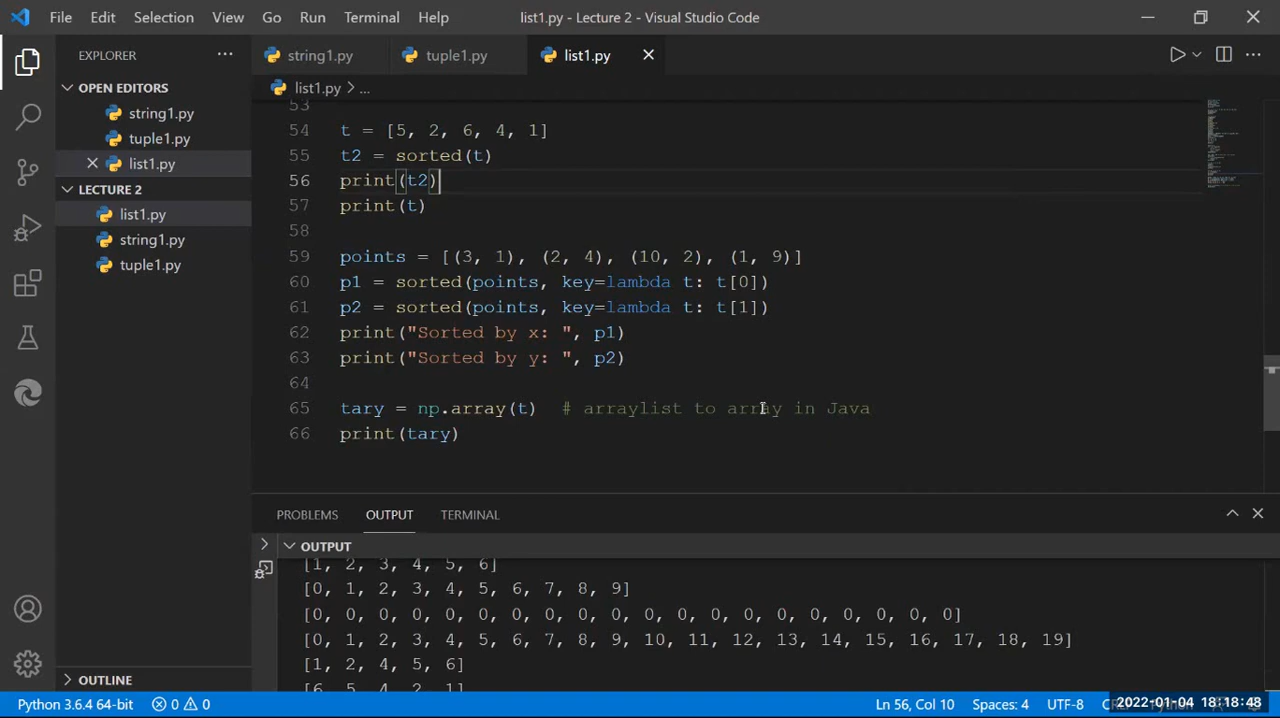 File Edit Selection View Go Run Terminal Help list1.py - Lecture 2 - Visual Studio Code
EXPLORER
string1.py tuple1.py list1.py
OPEN EDITORS
string1.py
tuple1.py
list1.py
LECTURE 2
list1.py
string1.py
tuple1.py
OUTLINE
list1.py > ...
53
54 t = [5, 2, 6, 4, 1]
55 t2 = sorted(t)
56 print(t2)
57 print(t)
58
59 points = [(3, 1), (2, 4), (10, 2), (1, 9)]
60 p1 = sorted(points, key=lambda t: t[0])
61 p2 = sorted(points, key=lambda t: t[1])
62 print("Sorted by x: ", p1)
63 print("Sorted by y: ", p2)
64
65 tary = np.array(t) # arraylist to array in Java
66 print(tary)
PROBLEMS OUTPUT TERMINAL
OUTPUT
[1, 2, 3, 4, 5, 6]
[0, 1, 2, 3, 4, 5, 6, 7, 8, 9]
[0, 0, 0, 0, 0, 0, 0, 0, 0, 0, 0, 0, 0, 0, 0, 0, 0, 0, 0, 0]
[0, 1, 2, 3, 4, 5, 6, 7, 8, 9, 10, 11, 12, 13, 14, 15, 16, 17, 18, 19]
[1, 2, 4, 5, 6]
[6, 5, 4, 2, 1]
Python 3.6.4 64-bit 0 0 Ln 56, Col 10 Spaces: 4 UTF-8 2022-01-04 18:18:48